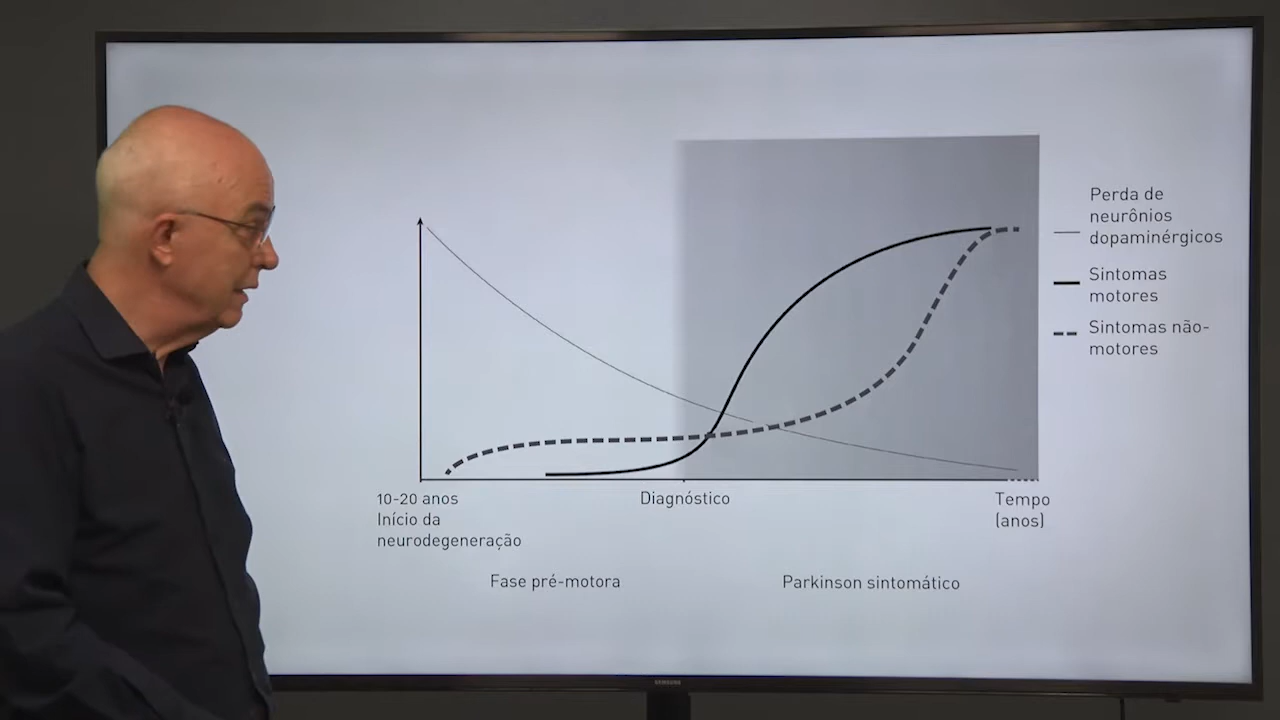 Perda de
neurônios
dopaminérgicos
Sintomas
motores
Sintomas não-
motores
10-20 anos
Início da
neurodegeneração
Diagnóstico
Tempo
(anos)
Fase pré-motora
Parkinson sintomático
SAMSUNG